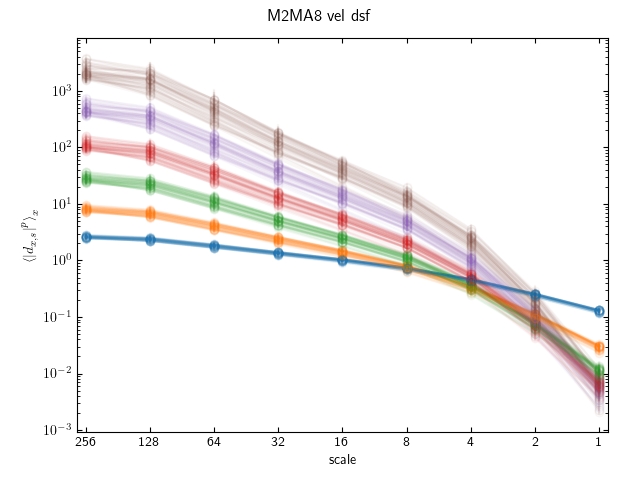 M2MA8 vel dsf
⟨|d_{x,s}|^p⟩_x
10^3
10^2
10^1
10^0
10^{-1}
10^{-2}
10^{-3}
256 128 64 32 16 8 4 2 1
scale